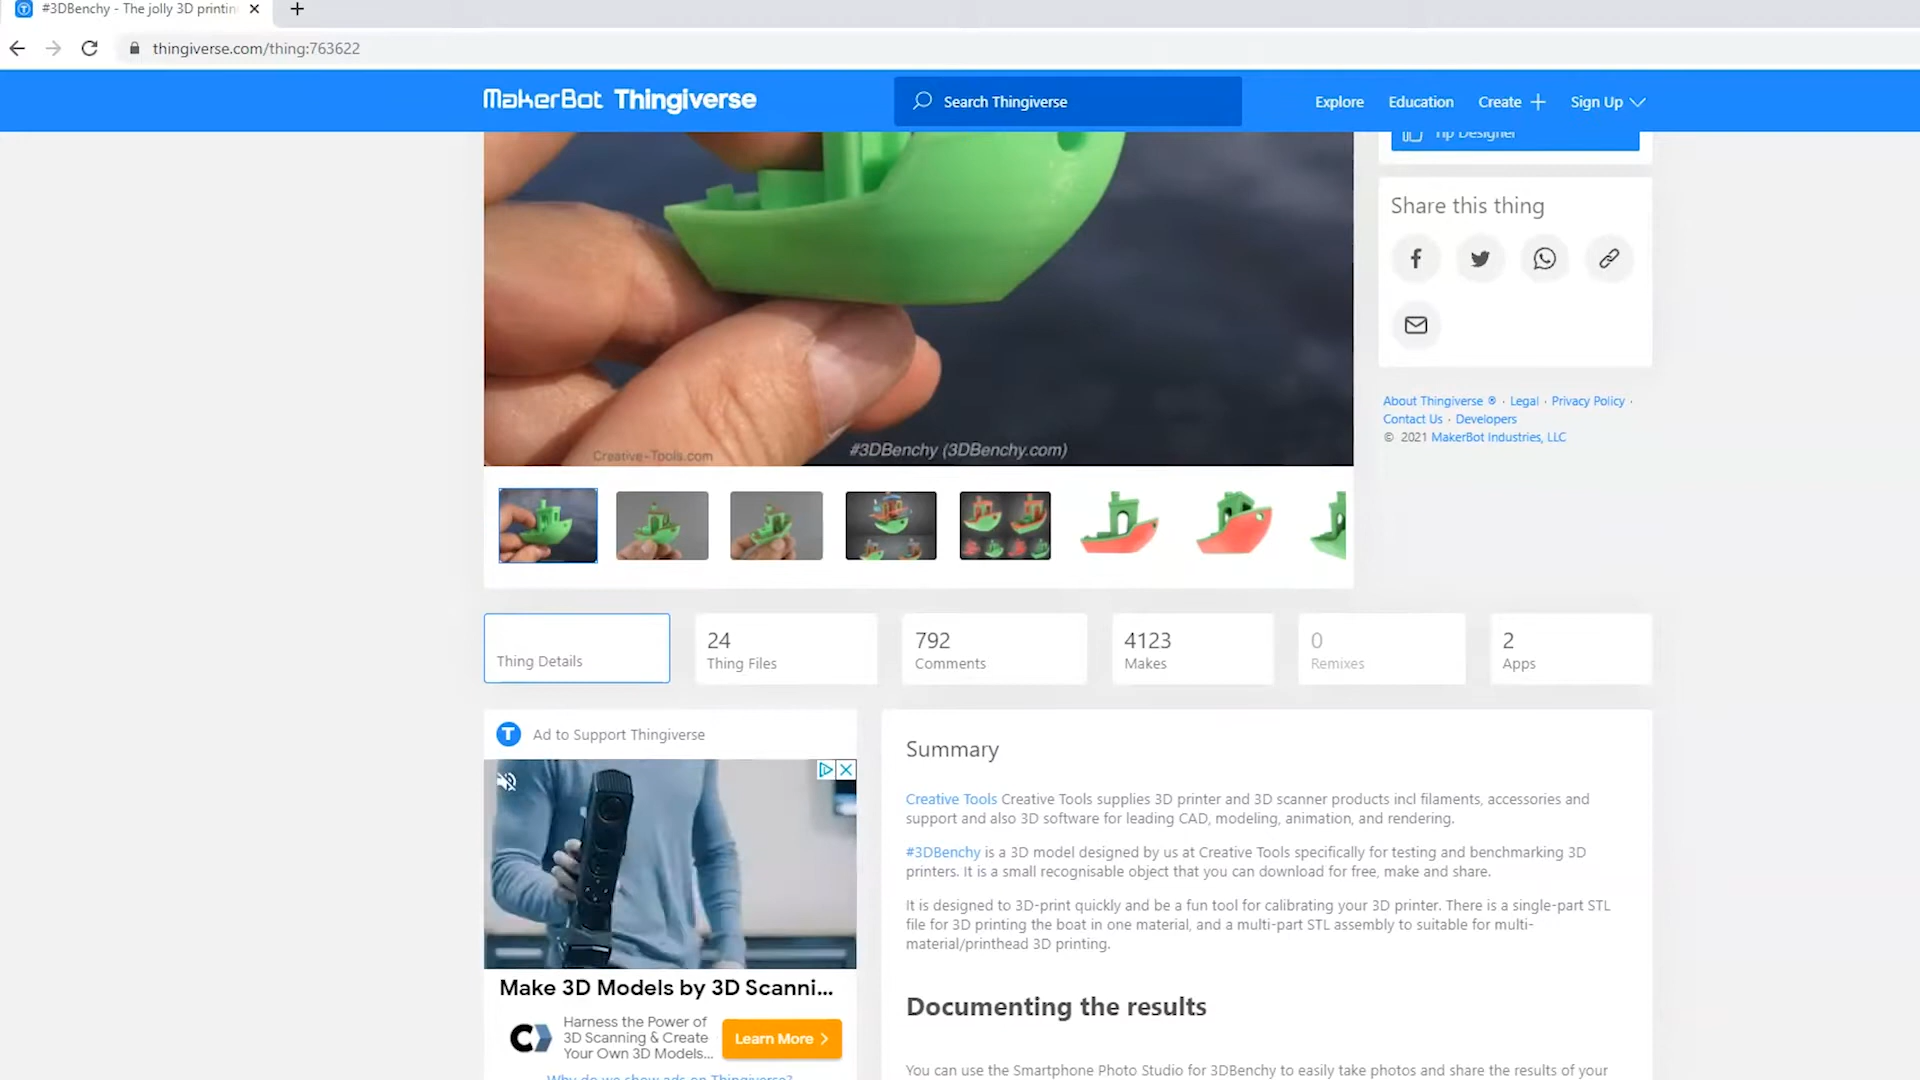 #3DBenchy - The jolly 3D printin
thingiverse.com/thing:763622
MakerBot Thingiverse
Search Thingiverse
Explore
Education
Create
Sign Up
Tip Designer
Share this thing
About Thingiverse ® · Legal · Privacy Policy ·
Contact Us · Developers
© 2021 MakerBot Industries, LLC
Creative-Tools.com
#3DBenchy (3DBenchy.com)
Thing Details
24
Thing Files
792
Comments
4123
Makes
0
Remixes
2
Apps
T Ad to Support Thingiverse
Make 3D Models by 3D Scanni...
Harness the Power of
3D Scanning & Create
Your Own 3D Models...
Learn More
Why do we show ads on Thingiverse?
Summary
Creative Tools Creative Tools supplies 3D printer and 3D scanner products incl filaments, accessories and
support and also 3D software for leading CAD, modeling, animation, and rendering.
#3DBenchy is a 3D model designed by us at Creative Tools specifically for testing and benchmarking 3D
printers. It is a small recognisable object that you can download for free, make and share.
It is designed to 3D-print quickly and be a fun tool for calibrating your 3D printer. There is a single-part STL
file for 3D printing the boat in one material, and a multi-part STL assembly to suitable for multi-
material/printhead 3D printing.
Documenting the results
You can use the Smartphone Photo Studio for 3DBenchy to easily take photos and share the results of your